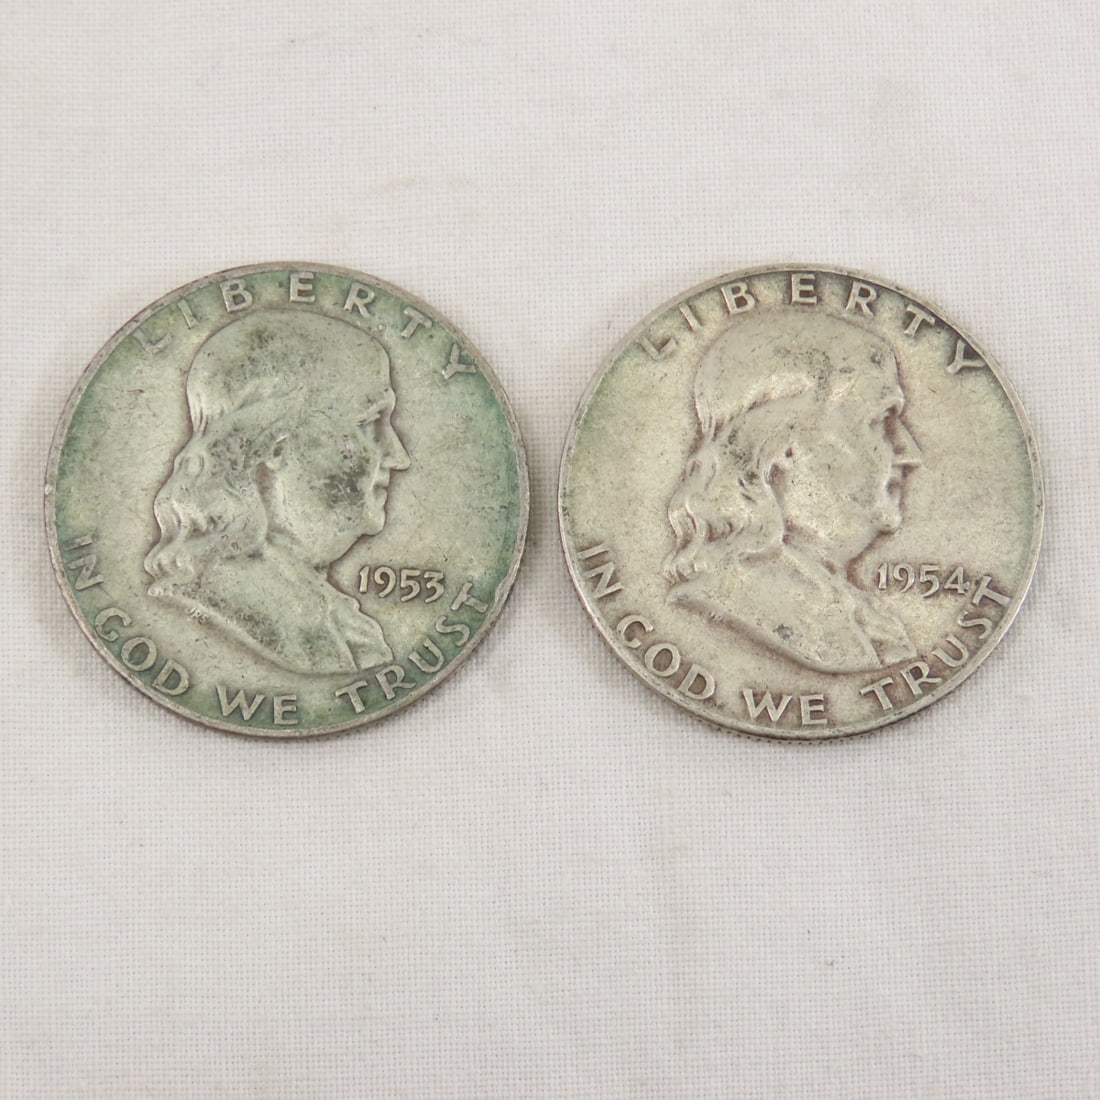 LIBERTY
1953
IN GOD WE TRUST
LIBERTY
1954
IN GOD WE TRUST